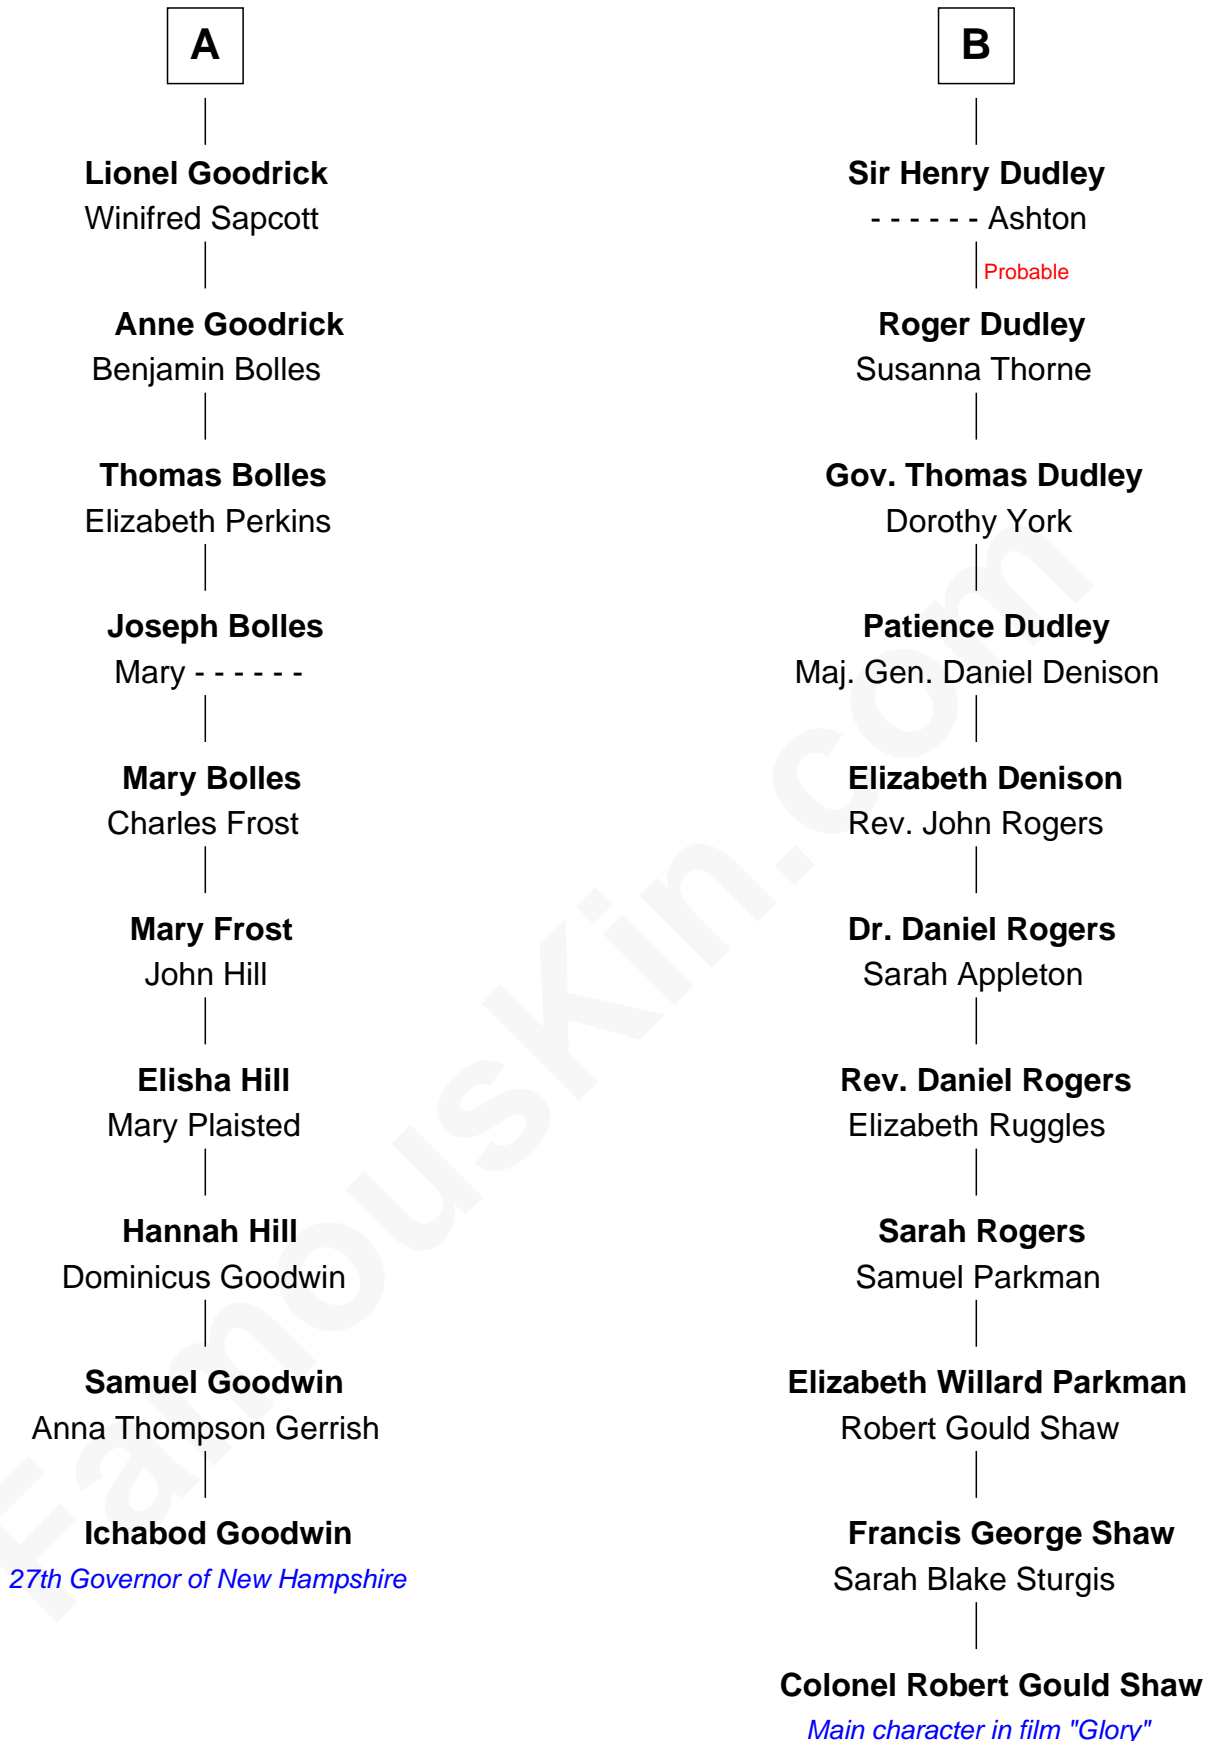 A
Lionel Goodrick
Winifred Sapcott
Anne Goodrick
Benjamin Bolles
Thomas Bolles
Elizabeth Perkins
Joseph Bolles
Mary - - - - - -
Mary Bolles
Charles Frost
Mary Frost
John Hill
Elisha Hill
Mary Plaisted
Hannah Hill
Dominicus Goodwin
Samuel Goodwin
Anna Thompson Gerrish
Ichabod Goodwin
27th Governor of New Hampshire
B
Sir Henry Dudley
- - - - - - Ashton
Probable
Roger Dudley
Susanna Thorne
Gov. Thomas Dudley
Dorothy York
Patience Dudley
Maj. Gen. Daniel Denison
Elizabeth Denison
Rev. John Rogers
Dr. Daniel Rogers
Sarah Appleton
Rev. Daniel Rogers
Elizabeth Ruggles
Sarah Rogers
Samuel Parkman
Elizabeth Willard Parkman
Robert Gould Shaw
Francis George Shaw
Sarah Blake Sturgis
Colonel Robert Gould Shaw
Main character in film "Glory"
FamousKin.com